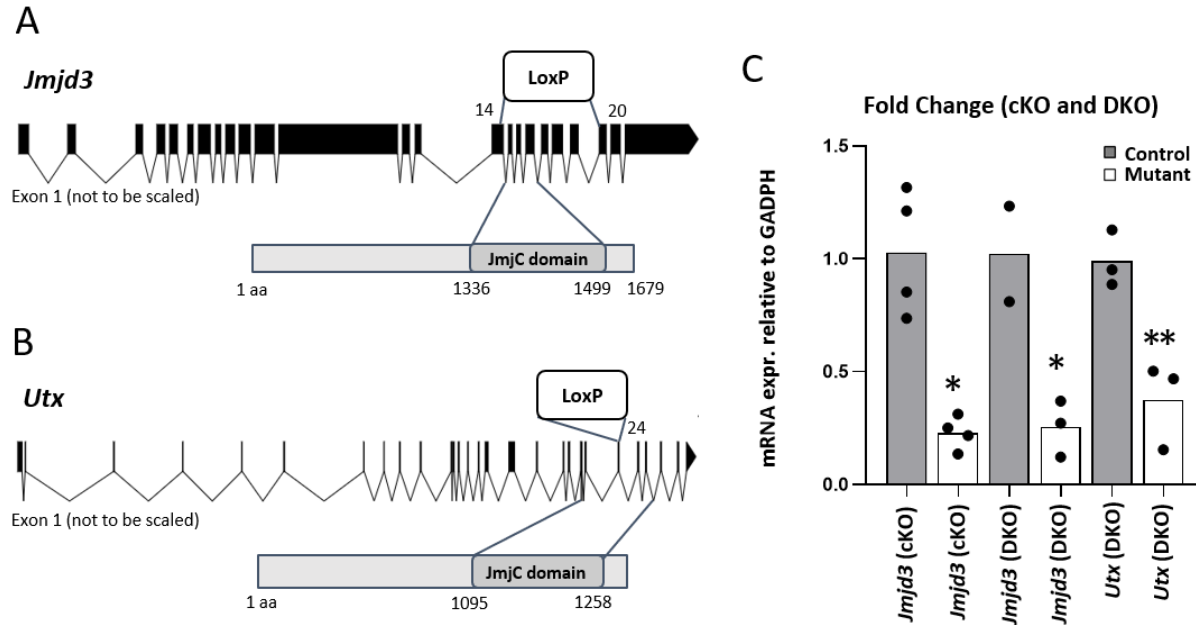 A
Jmjd3
LoxP
14
20
Exon 1 (not to be scaled)
JmjC domain
1 aa
1336
1499
1679
B
Utx
LoxP
24
Exon 1 (not to be scaled)
JmjC domain
1 aa
1095
1258
C
Fold Change (cKO and DKO)
mRNA expr. relative to GADPH
1.5
1.0
0.5
0.0
Control
Mutant
*
*
**
Jmjd3 (cKO)
Jmjd3 (cKO)
Jmjd3 (DKO)
Jmjd3 (DKO)
Utx (DKO)
Utx (DKO)